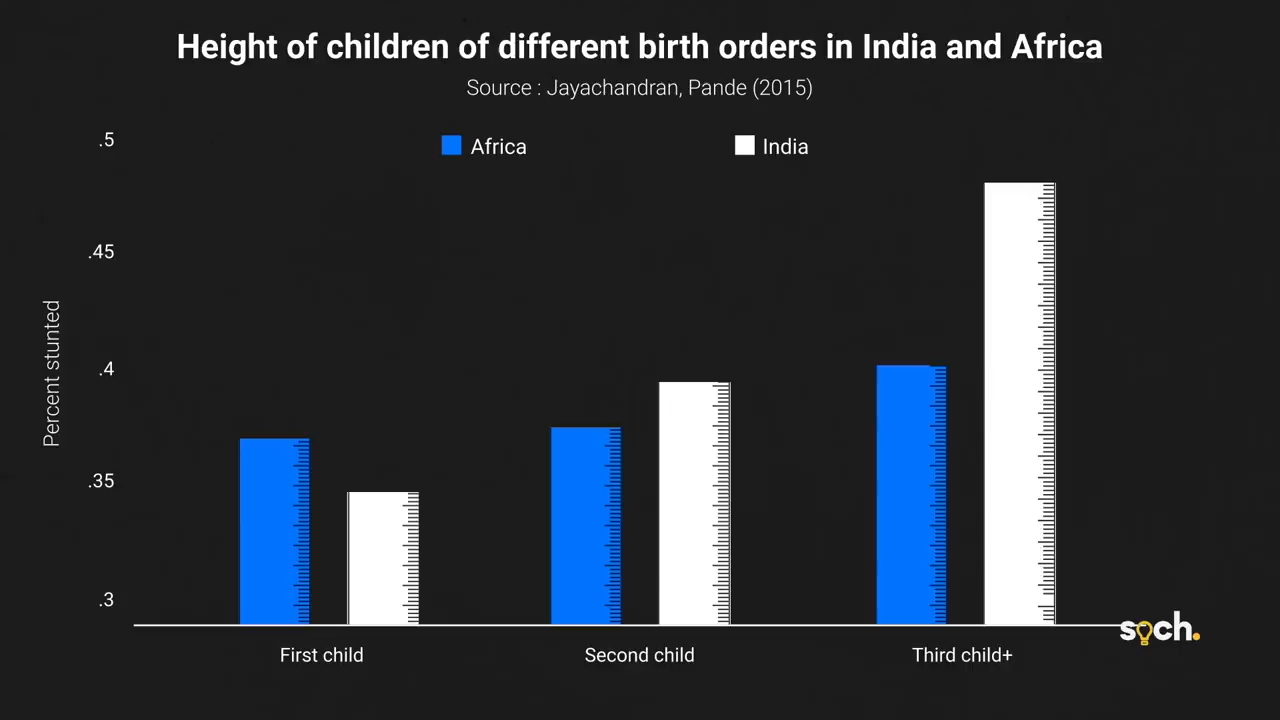 Height of children of different birth orders in India and Africa
Source : Jayachandran, Pande (2015)
Africa
India
.5
.45
.4
.35
.3
Percent stunted
First child
Second child
Third child+
soch.